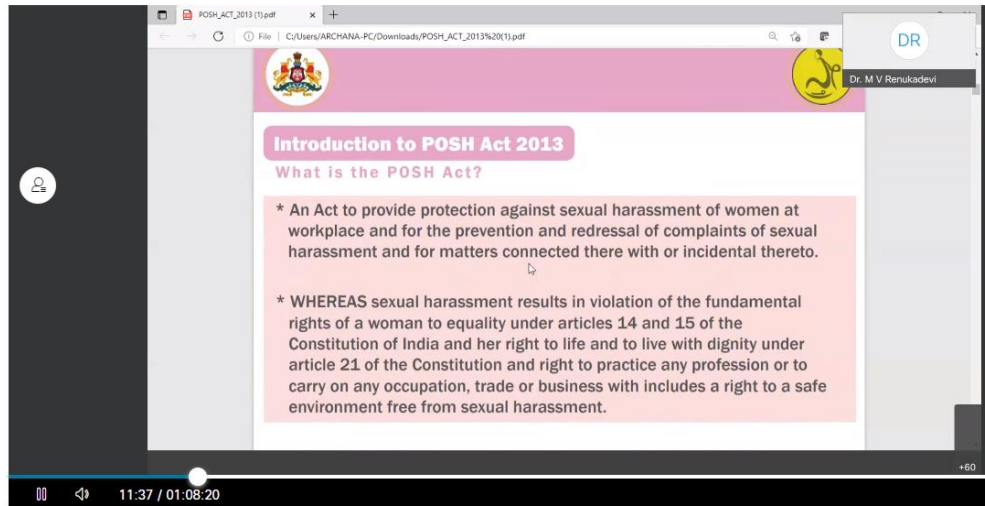 POSH_ACT_2013 (1).pdf
File | C:/Users/ARCHANA-PC/Downloads/POSH_ACT_2013%20(1).pdf
DR
Dr. M V Renukadevi
Introduction to POSH Act 2013
What is the POSH Act?
* An Act to provide protection against sexual harassment of women at
workplace and for the prevention and redressal of complaints of sexual
harassment and for matters connected there with or incidental thereto.
* WHEREAS sexual harassment results in violation of the fundamental
rights of a woman to equality under articles 14 and 15 of the
Constitution of India and her right to life and to live with dignity under
article 21 of the Constitution and right to practice any profession or to
carry on any occupation, trade or business with includes a right to a safe
environment free from sexual harassment.
+60
11:37 / 01:08:20